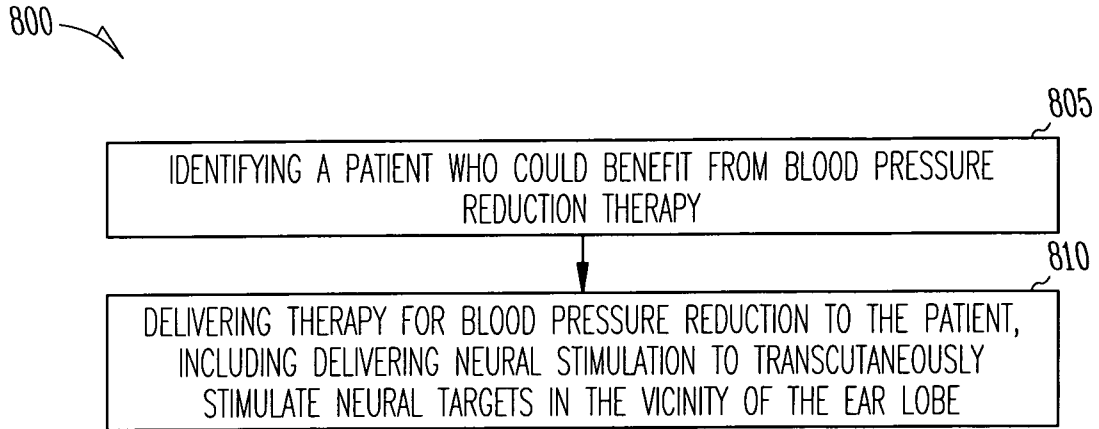 800
805
IDENTIFYING A PATIENT WHO COULD BENEFIT FROM BLOOD PRESSURE
REDUCTION THERAPY
810
DELIVERING THERAPY FOR BLOOD PRESSURE REDUCTION TO THE PATIENT,
INCLUDING DELIVERING NEURAL STIMULATION TO TRANSCUTANEOUSLY
STIMULATE NEURAL TARGETS IN THE VICINITY OF THE EAR LOBE